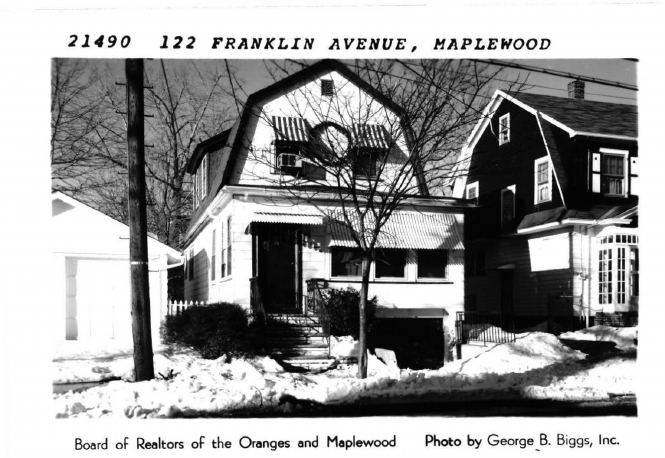 21490 122 FRANKLIN AVENUE, MAPLEWOOD
Board of Realtors of the Oranges and Maplewood Photo by George B. Biggs, Inc.